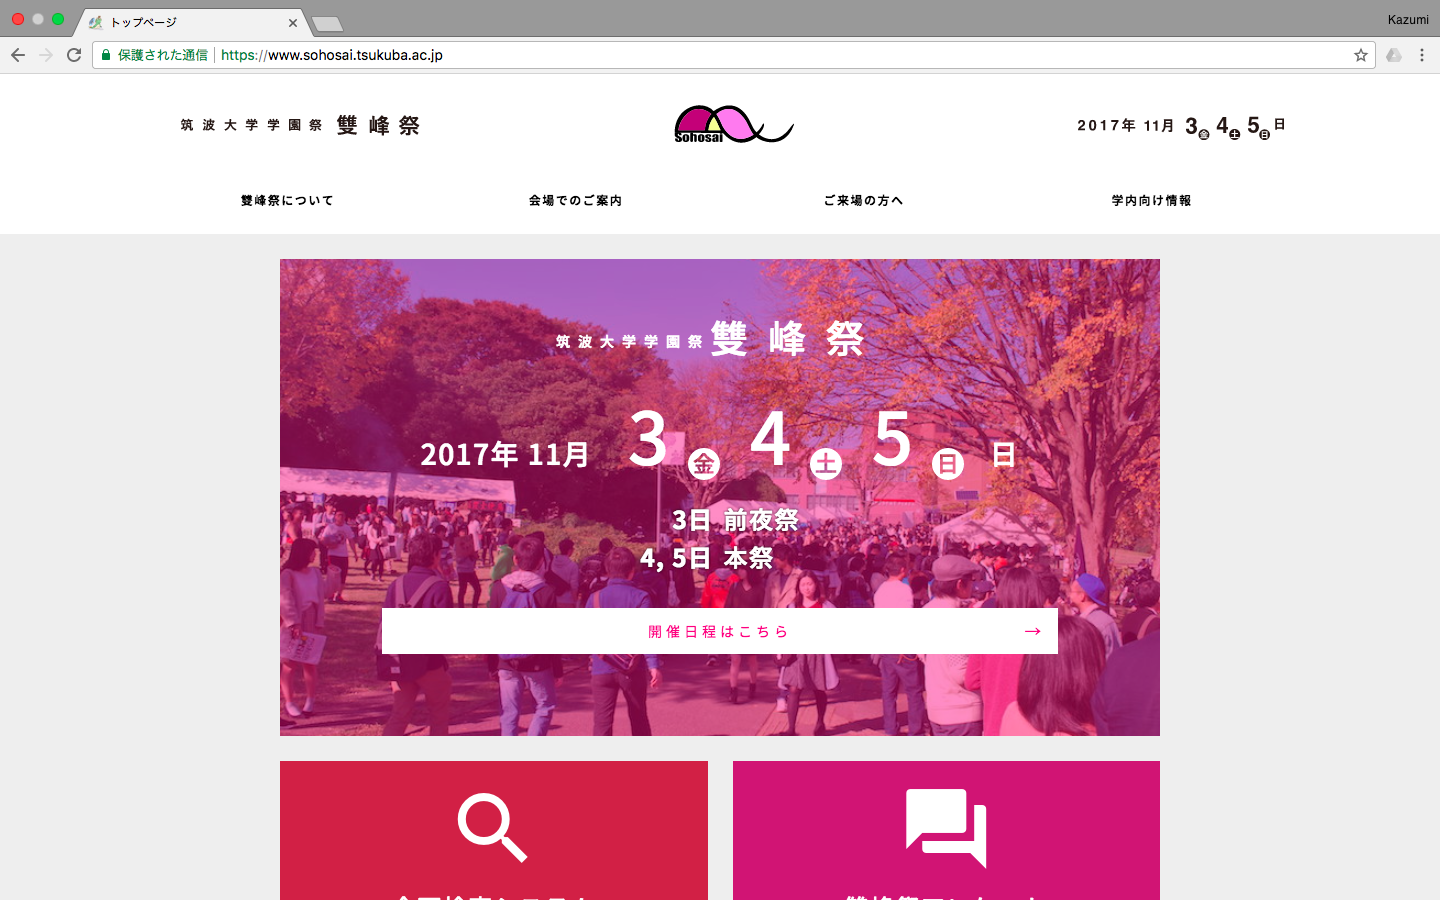 トップページ
Kazumi
保護された通信 https://www.sohosai.tsukuba.ac.jp
筑波大学学園祭 雙峰祭
Sohosai
2017年 11月 3金 4土 5日 日
雙峰祭について
会場でのご案内
ご来場の方へ
学内向け情報
筑波大学学園祭 雙峰祭
2017年 11月 3金 4土 5日 日
3日 前夜祭
4, 5日 本祭
開催日程はこちら →